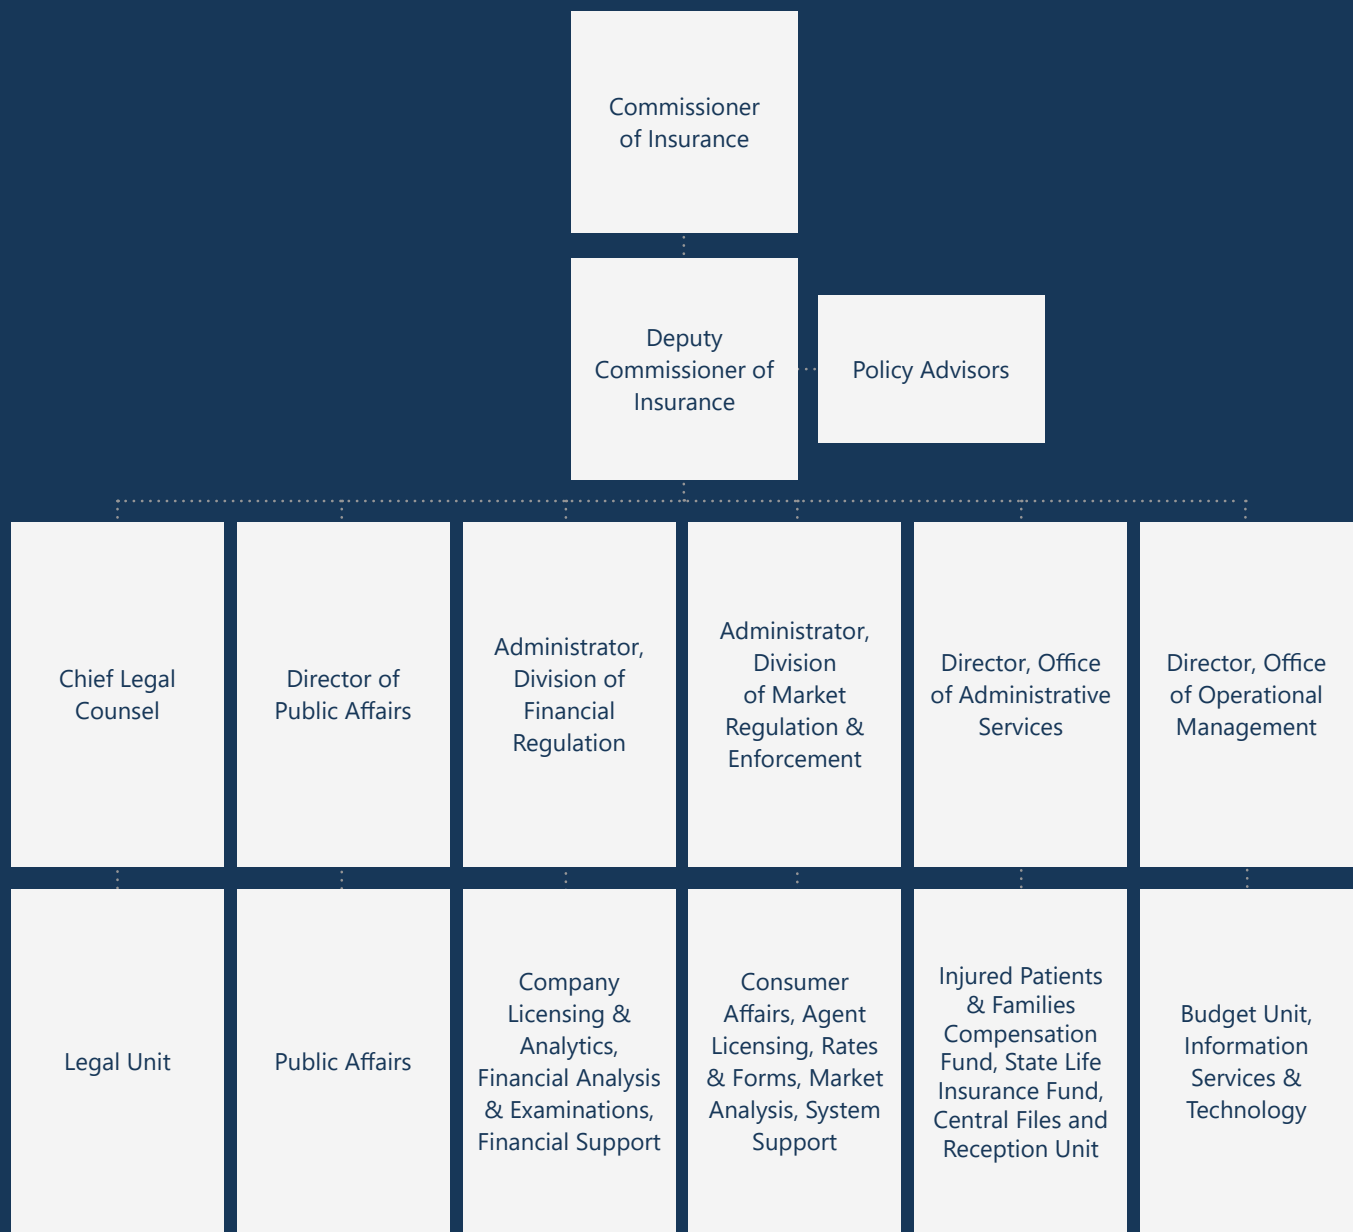 Commissioner
of Insurance
Deputy
Commissioner of
Insurance
Policy Advisors
Chief Legal
Counsel
Director of
Public Affairs
Administrator,
Division of
Financial
Regulation
Administrator,
Division
of Market
Regulation &
Enforcement
Director, Office
of Administrative
Services
Director, Office
of Operational
Management
Legal Unit
Public Affairs
Company
Licensing &
Analytics,
Financial Analysis
& Examinations,
Financial Support
Consumer
Affairs, Agent
Licensing, Rates
& Forms, Market
Analysis, System
Support
Injured Patients
& Families
Compensation
Fund, State Life
Insurance Fund,
Central Files and
Reception Unit
Budget Unit,
Information
Services &
Technology